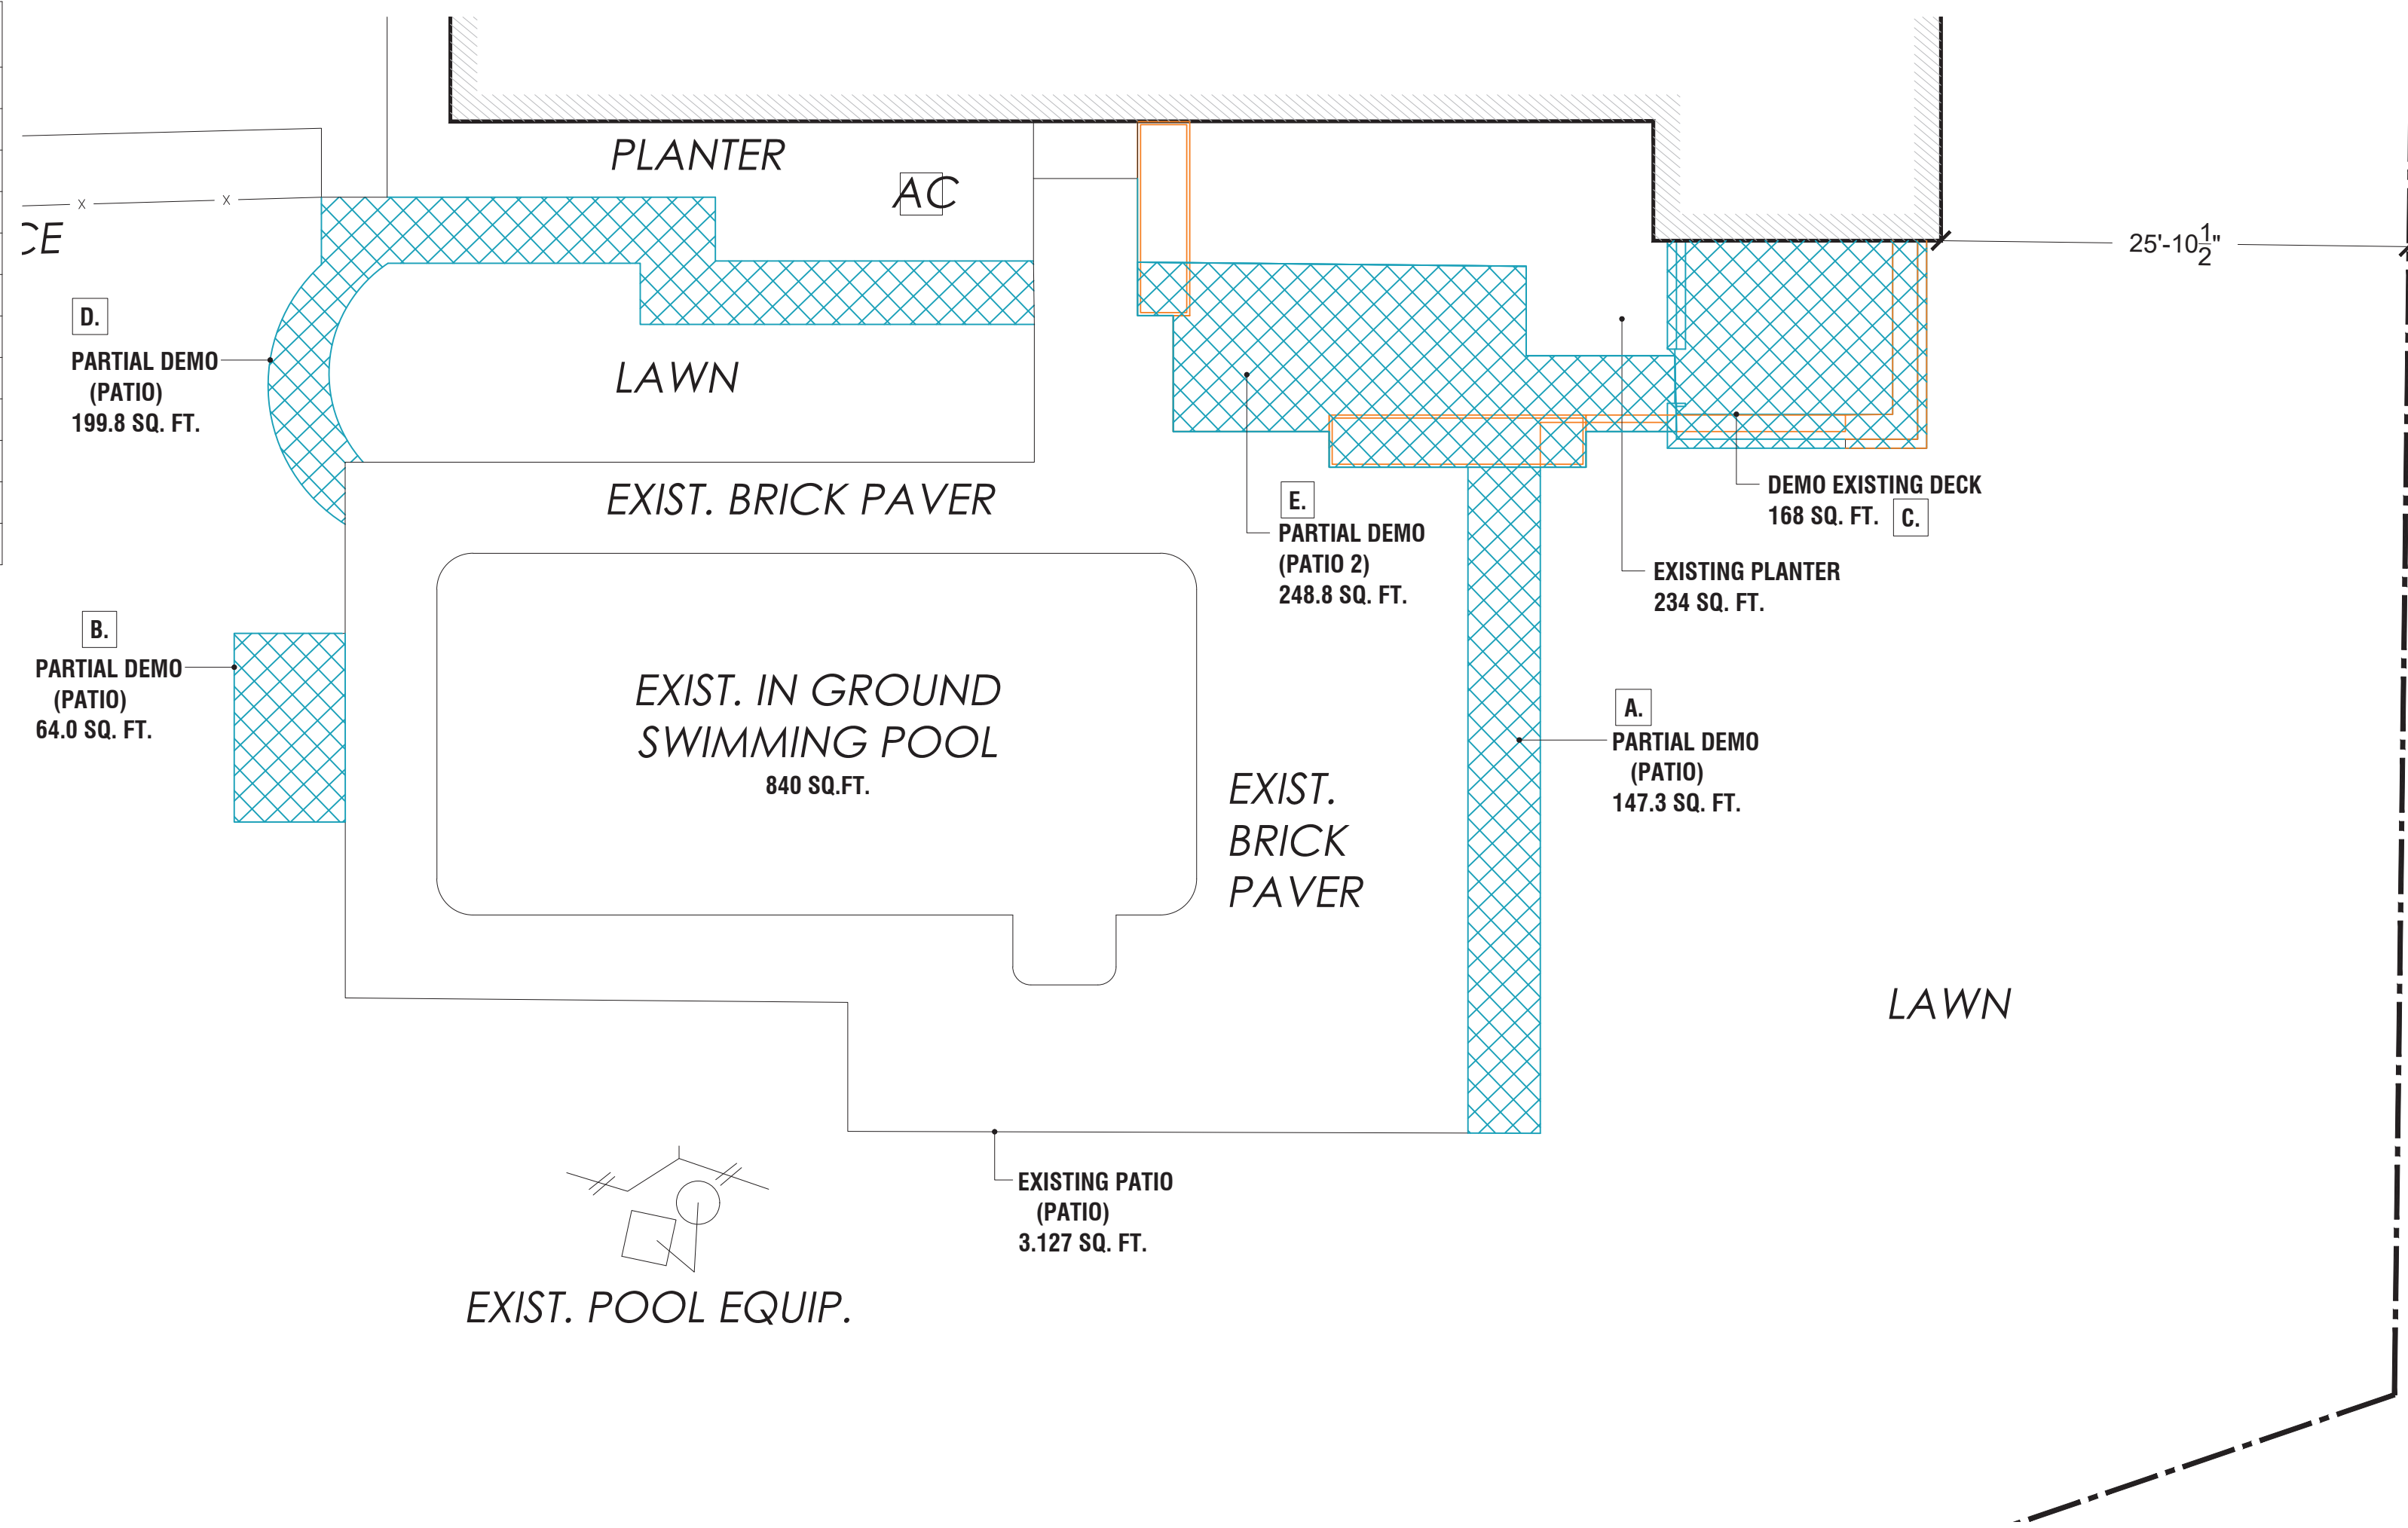 PLANTER
AC
CE
25'-10 1/2"
D.
PARTIAL DEMO
(PATIO)
199.8 SQ. FT.
LAWN
EXIST. BRICK PAVER
E.
PARTIAL DEMO
(PATIO 2)
248.8 SQ. FT.
DEMO EXISTING DECK
168 SQ. FT. C.
EXISTING PLANTER
234 SQ. FT.
B.
PARTIAL DEMO
(PATIO)
64.0 SQ. FT.
EXIST. IN GROUND
SWIMMING POOL
840 SQ.FT.
A.
PARTIAL DEMO
(PATIO)
147.3 SQ. FT.
EXIST.
BRICK
PAVER
LAWN
EXISTING PATIO
(PATIO)
3.127 SQ. FT.
EXIST. POOL EQUIP.